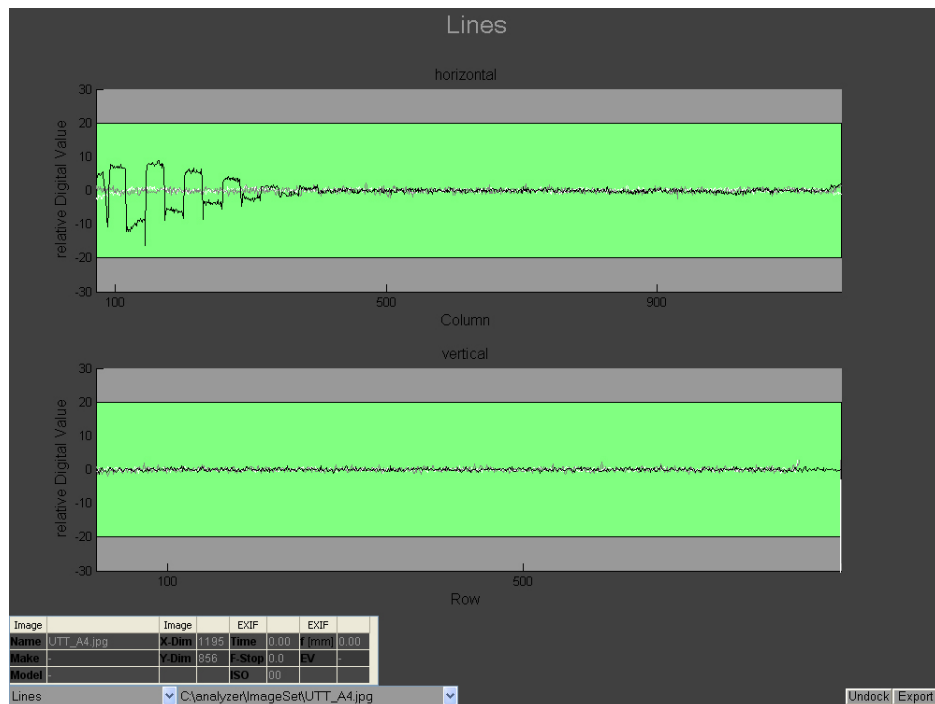 Lines
horizontal
30
20
10
0
-10
-20
-30
relative Digital Value
100 500 900
Column
vertical
30
20
10
0
-10
-20
-30
relative Digital Value
100 500
Row
Image Image EXIF EXIF
Name UTT_A4.jpg X-Dim 1195 Time 0.00 f [mm] 0.00
Make - Y-Dim 856 F-Stop 0.0 EV -
Model - ISO 00
Lines C:\analyzer\ImageSet\UTT_A4.jpg Undock Export